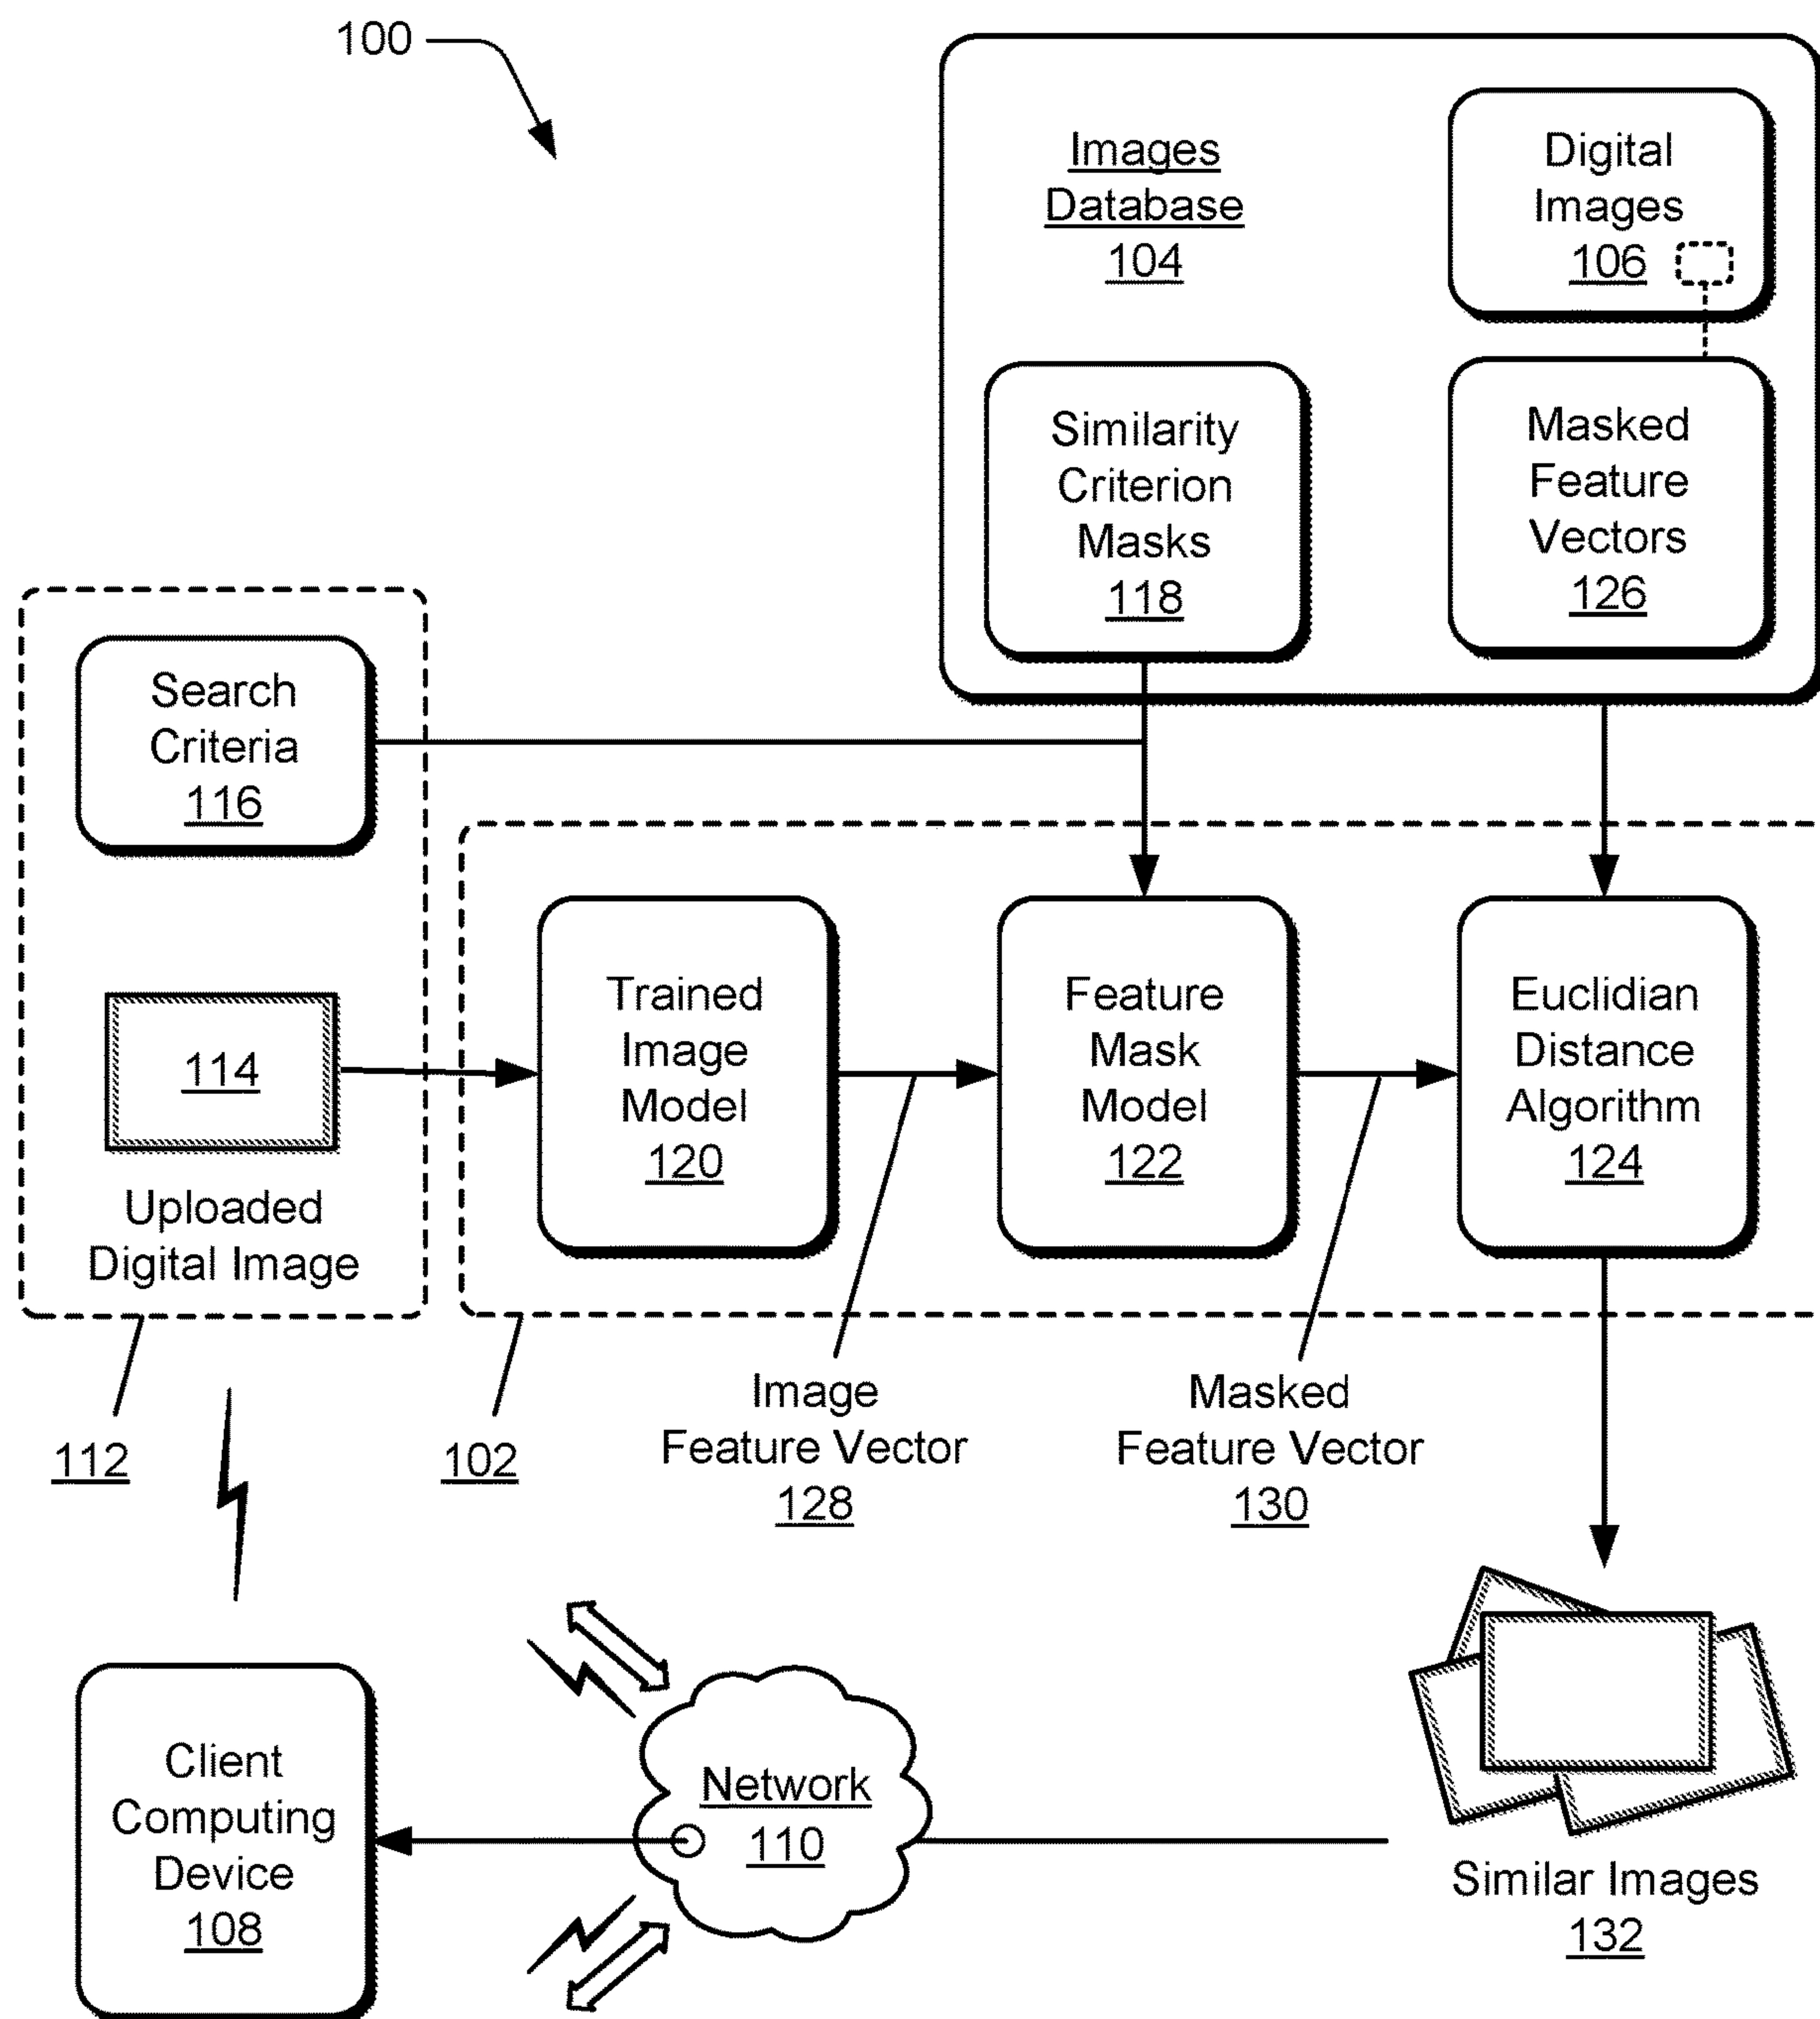 100
Images
Database
104
Digital
Images
106
Similarity
Criterion
Masks
118
Masked
Feature
Vectors
126
Search
Criteria
116
114
Uploaded
Digital Image
Trained
Image
Model
120
Feature
Mask
Model
122
Euclidian
Distance
Algorithm
124
112
102
Image
Feature Vector
128
Masked
Feature Vector
130
Client
Computing
Device
108
Network
110
Similar Images
132